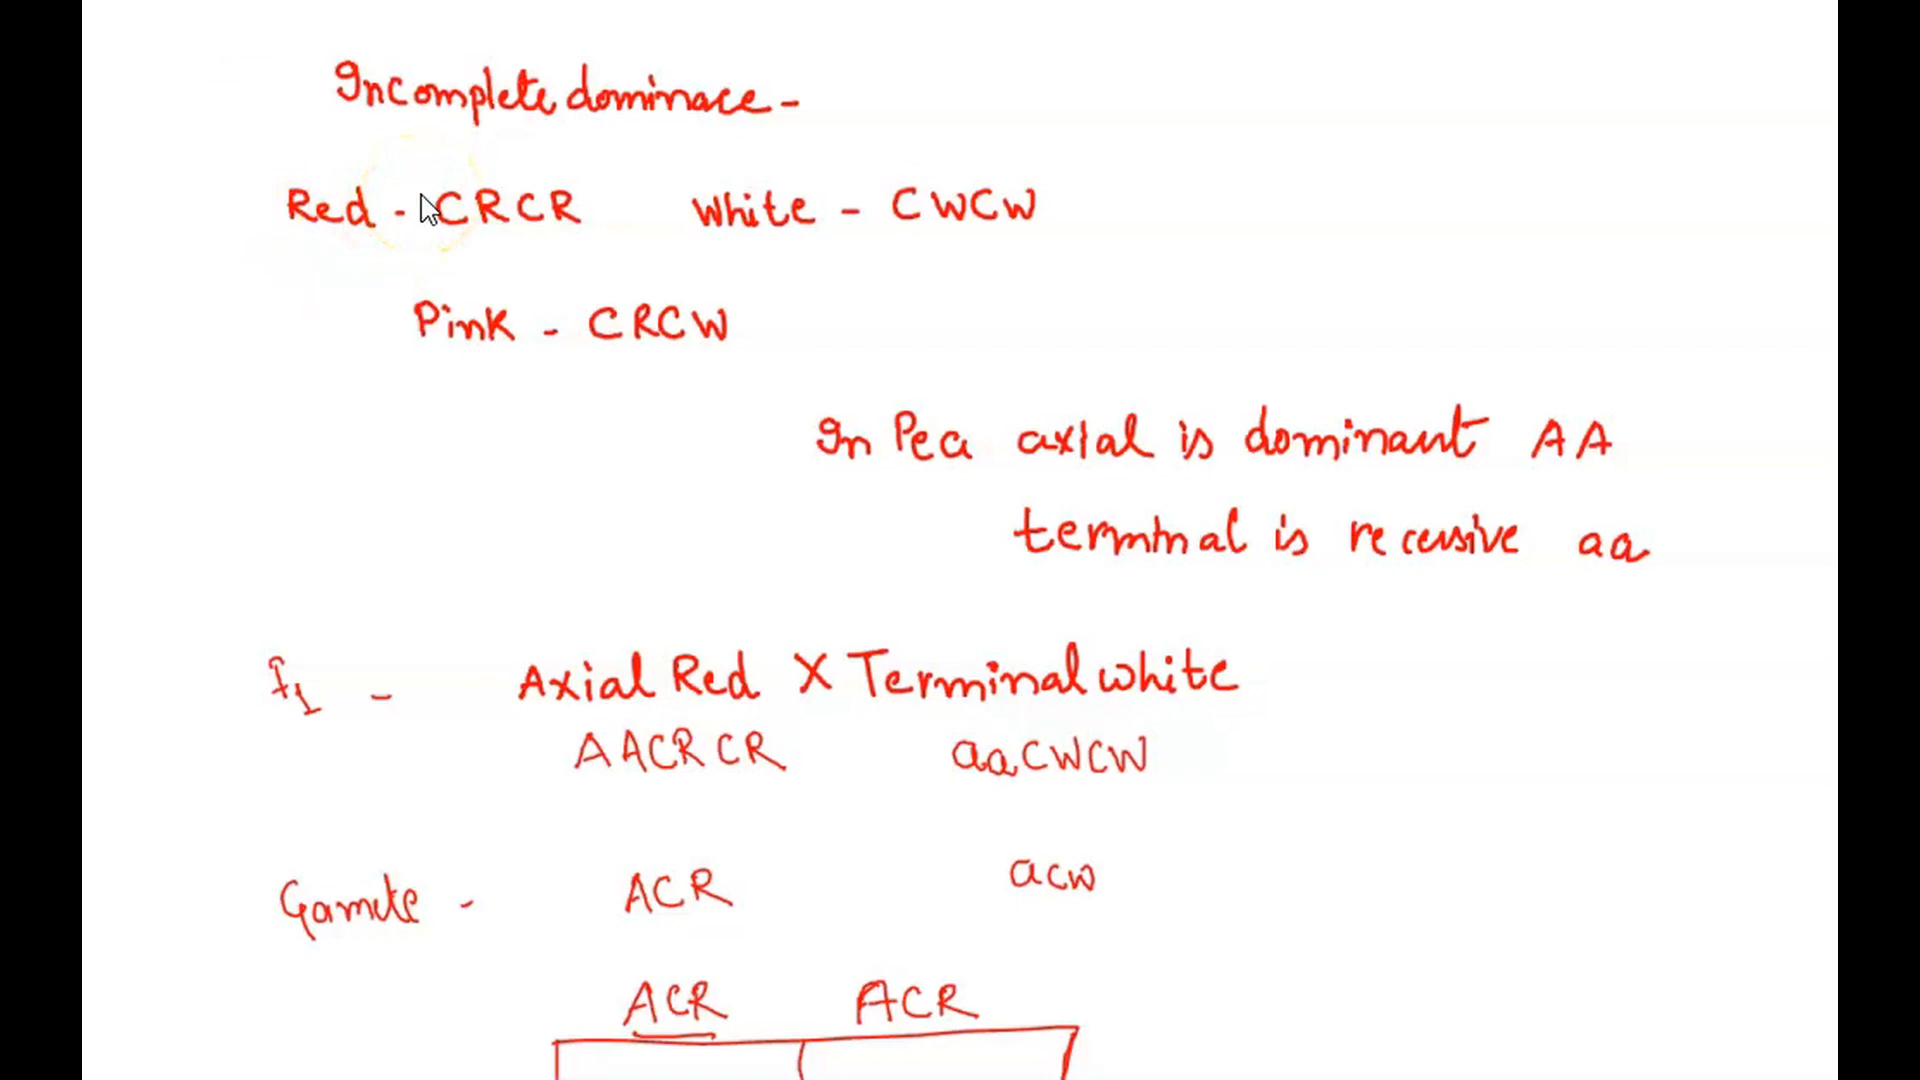 Incomplete dominace -
Red - CRCR White - CWCW
Pink - CRCW
In Pea axial is dominant AA
terminal is recessive aa
f1 - Axial Red X Terminal white
AACRCR aaCWCW
Gamete - ACR acw
ACR ACR